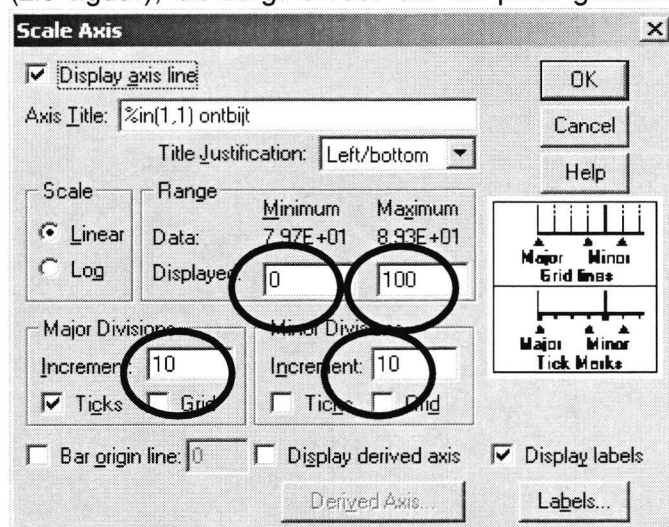 Scale Axis
Display axis line
OK
Axis Title: %in(1,1) ontbijt
Cancel
Title Justification: Left/bottom
Help
Scale
Range
Minimum Maximum
Linear
Data: 7.97E+01 8.93E+01
Log
Displayed: 0 100
Major Minor
Grid lines
Major Divisions
Minor Divisions
Increment: 10
Increment: 10
Major Minor
Tick Marks
Ticks Grid
Ticks Grid
Bar origin line: 0
Display derived axis
Display labels
Derived Axis...
Labels...